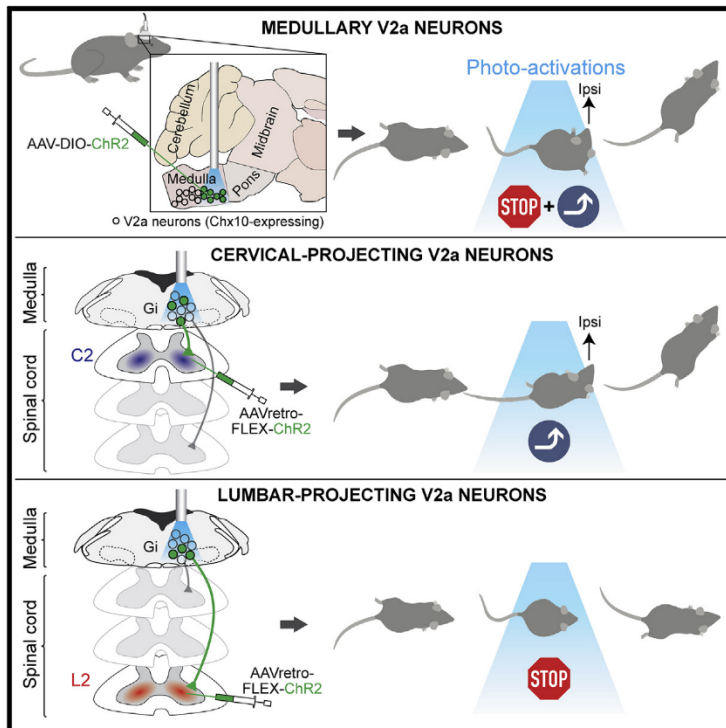 MEDULLARY V2a NEURONS
Photo-activations
Ipsi
AAV-DIO-ChR2
Cerebellum
Midbrain
Medulla
Pons
STOP
+
V2a neurons (Chx10-expressing)
CERVICAL-PROJECTING V2a NEURONS
Medulla
Gi
Ipsi
Spinal cord
C2
AAVretro-
FLEX-ChR2
LUMBAR-PROJECTING V2a NEURONS
Medulla
Gi
Spinal cord
L2
AAVretro-
FLEX-ChR2
STOP